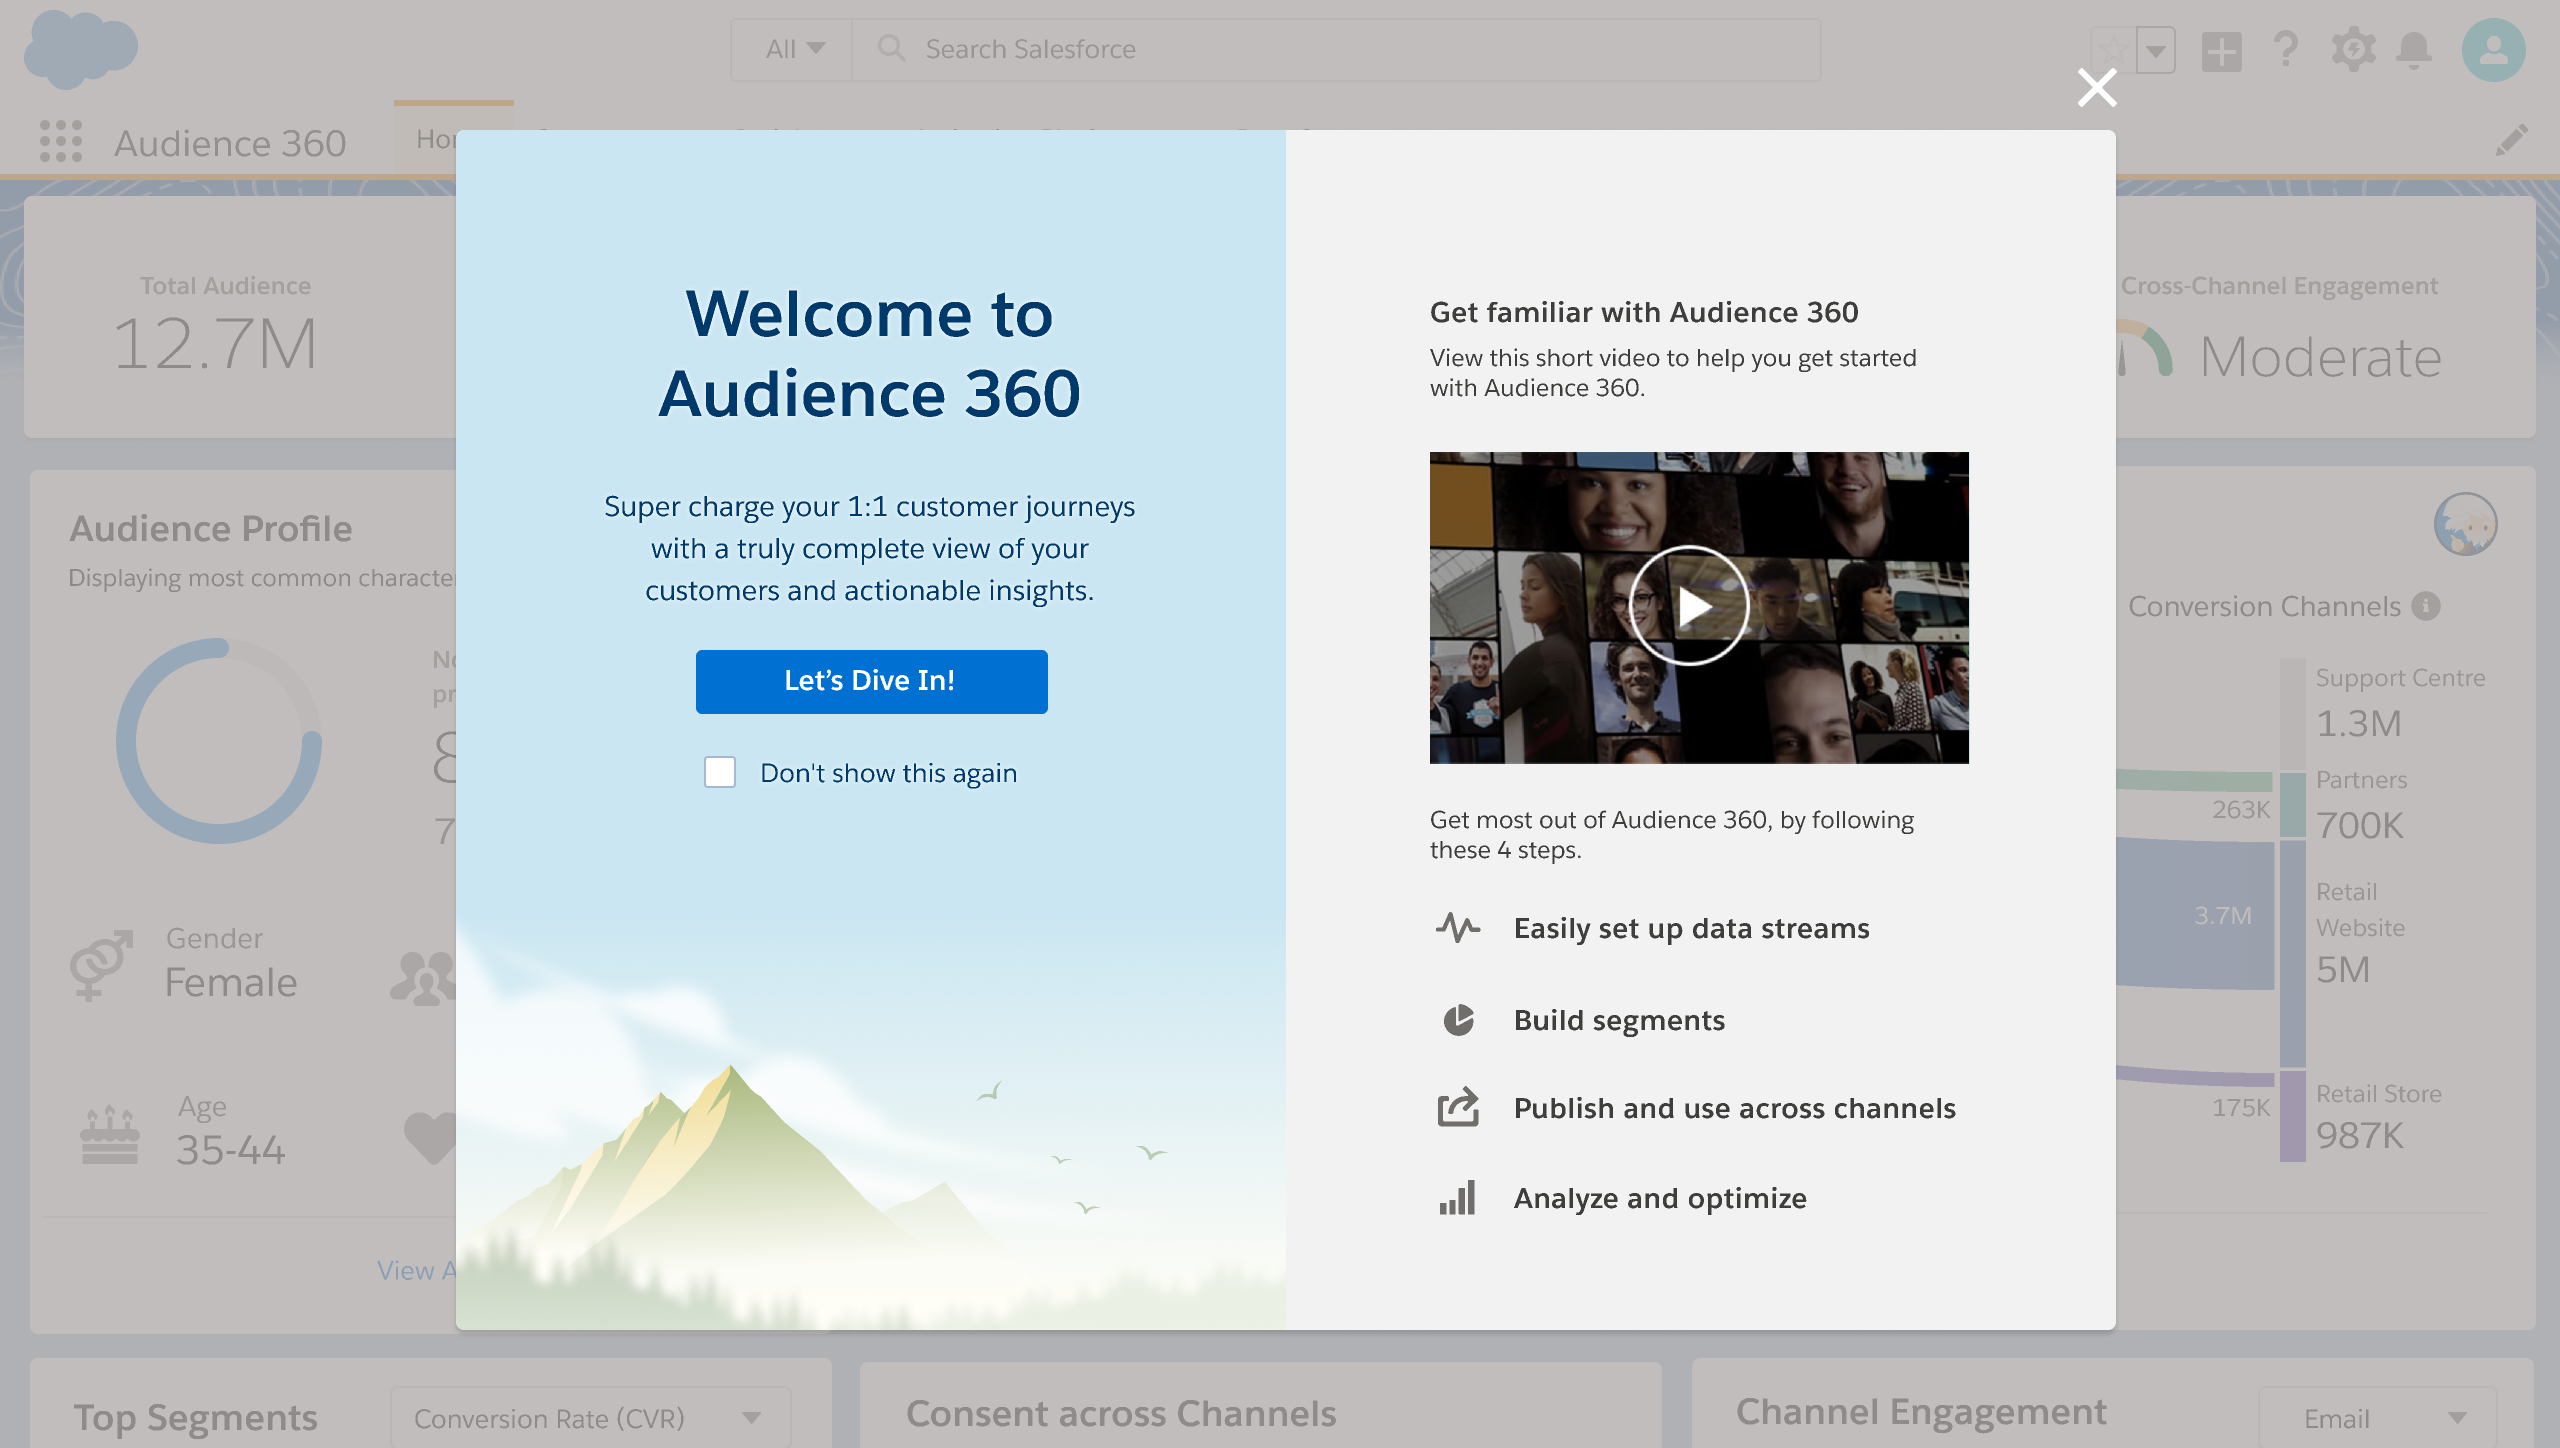 All
Search Salesforce
Audience 360
Total Audience
12.7M
Cross-Channel Engagement
Moderate
Audience Profile
Displaying most common
Gender
Female
Age
35-44
View
Welcome to
Audience 360
Super charge your 1:1 customer journeys
with a truly complete view of your
customers and actionable insights.
Let’s Dive In!
Don't show this again
Get familiar with Audience 360
View this short video to help you get started
with Audience 360.
Get most out of Audience 360, by following
these 4 steps.
Easily set up data streams
Build segments
Publish and use across channels
Analyze and optimize
Conversion Channels
Support Centre
1.3M
Partners
263K
700K
Retail
Website
3.7M
5M
Retail Store
175K
987K
Top Segments
Conversion Rate (CVR)
Consent across Channels
Channel Engagement
Email